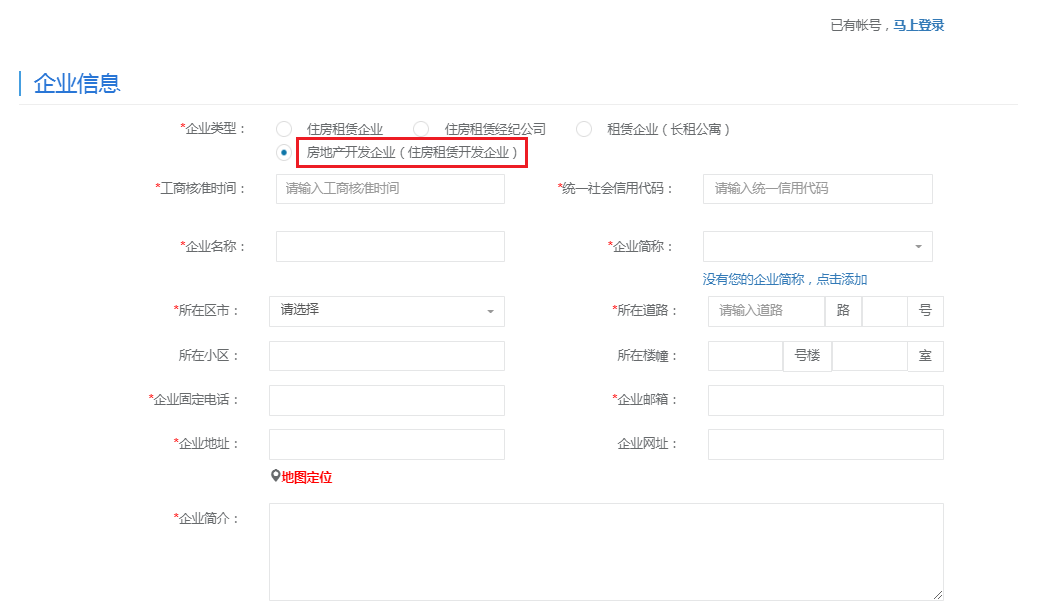 已有帐号，马上登录
企业信息
*企业类型： 住房租赁企业 住房租赁经纪公司 租赁企业（长租公寓）
房地产开发企业（住房租赁开发企业）
*工商核准时间： 请输入工商核准时间 *统一社会信用代码： 请输入统一信用代码
*企业名称： *企业简称：
没有您的企业简称，点击添加
*所在区市： 请选择 *所在道路： 请输入道路 路 号
所在小区： 所在楼幢： 号楼 室
*企业固定电话： *企业邮箱：
*企业地址： 企业网址：
地图定位
*企业简介：